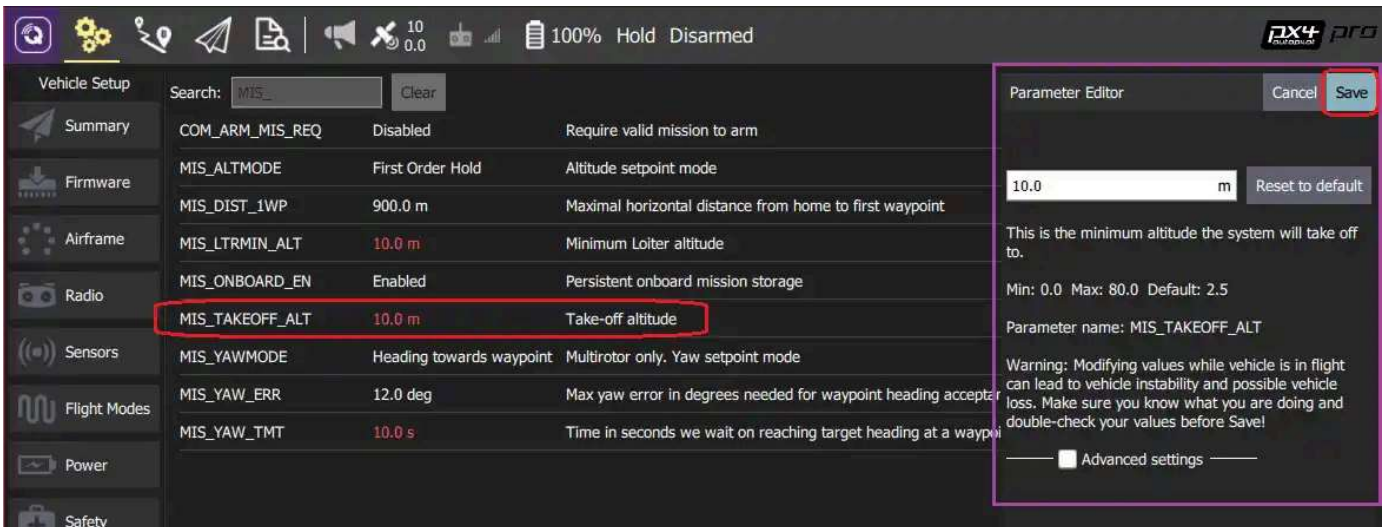 10
0.0
100% Hold Disarmed
px4 pro
autopilot
Vehicle Setup
Summary
Firmware
Airframe
Radio
Sensors
Flight Modes
Power
Safety
Search: MIS_ Clear
COM_ARM_MIS_REQ Disabled Require valid mission to arm
MIS_ALTMODE First Order Hold Altitude setpoint mode
MIS_DIST_1WP 900.0 m Maximal horizontal distance from home to first waypoint
MIS_LTRMIN_ALT 10.0 m Minimum Loiter altitude
MIS_ONBOARD_EN Enabled Persistent onboard mission storage
MIS_TAKEOFF_ALT 10.0 m Take-off altitude
MIS_YAWMODE Heading towards waypoint Multirotor only. Yaw setpoint mode
MIS_YAW_ERR 12.0 deg Max yaw error in degrees needed for waypoint heading acceptar
MIS_YAW_TMT 10.0 s Time in seconds we wait on reaching target heading at a waypoi
Parameter Editor Cancel Save
10.0 m Reset to default
This is the minimum altitude the system will take off
to.
Min: 0.0 Max: 80.0 Default: 2.5
Parameter name: MIS_TAKEOFF_ALT
Warning: Modifying values while vehicle is in flight
can lead to vehicle instability and possible vehicle
loss. Make sure you know what you are doing and
double-check your values before Save!
Advanced settings